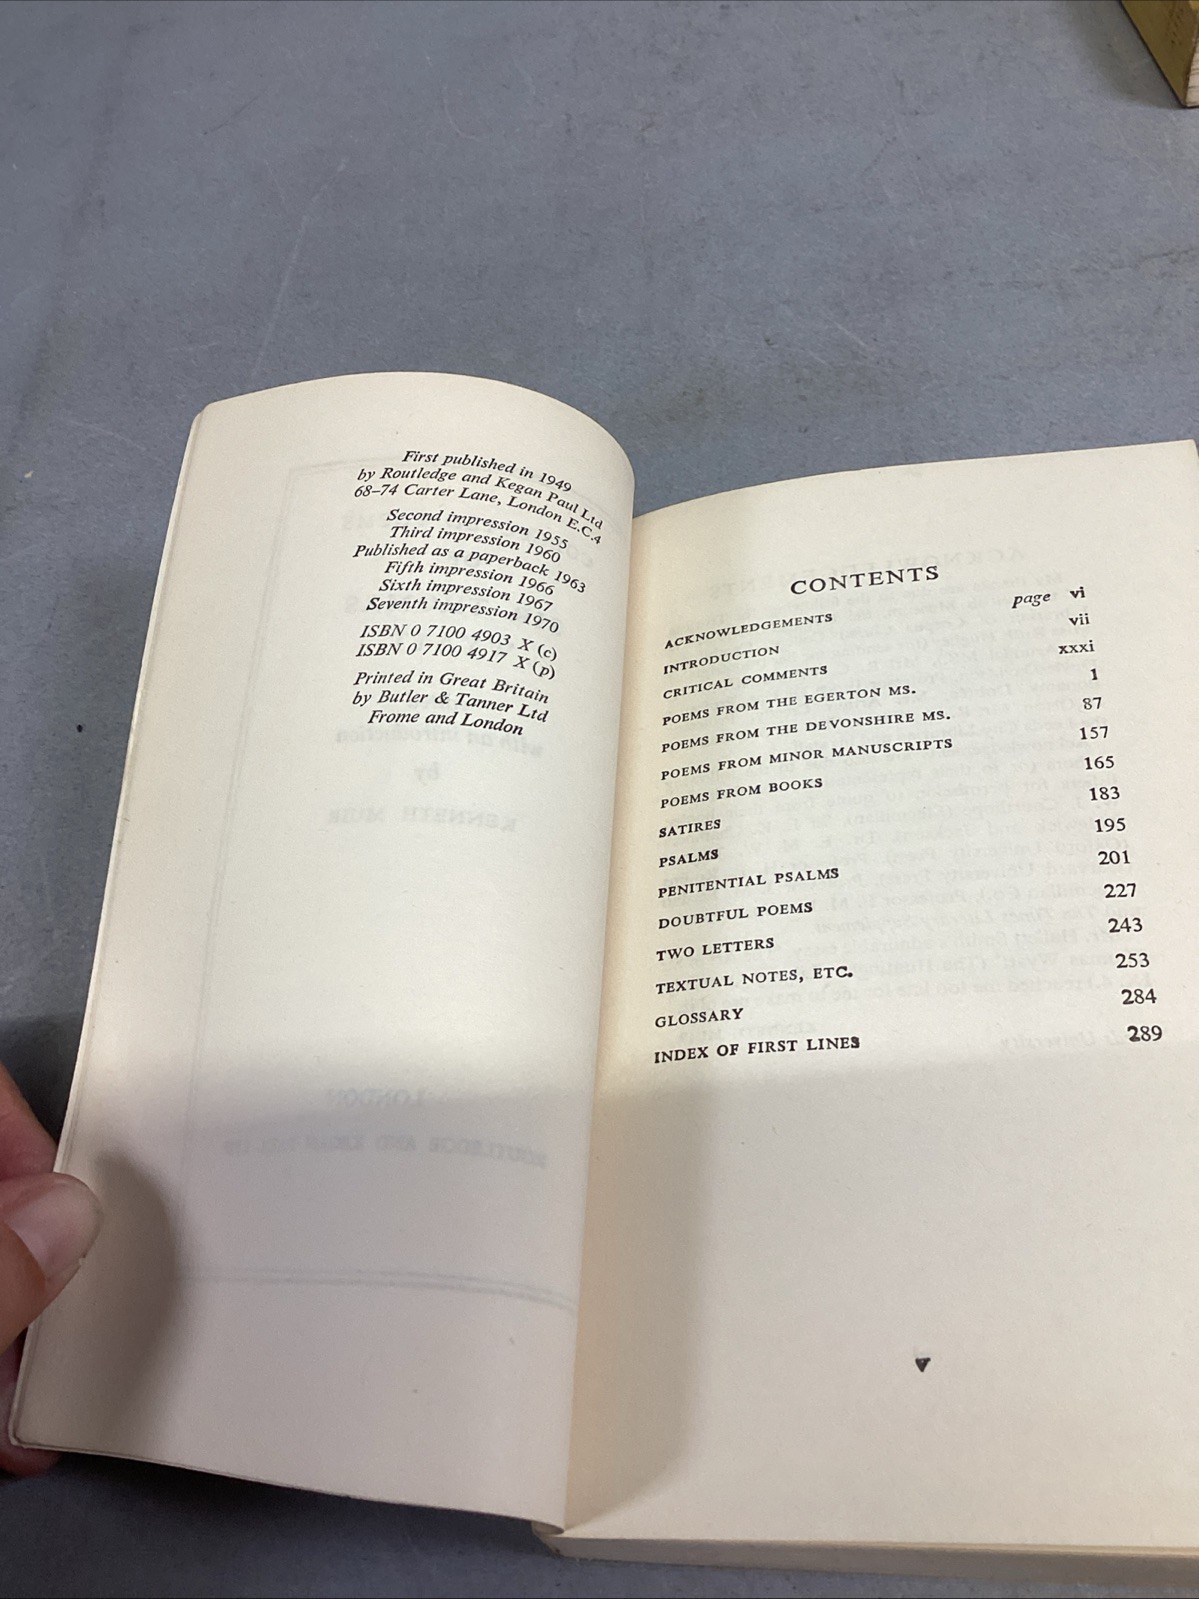 First published in 1949
by Routledge and Kegan Paul Ltd
68–74 Carter Lane, London E.C.4
Second impression 1955
Third impression 1960
Published as a paperback 1963
Fifth impression 1966
Sixth impression 1967
Seventh impression 1970
ISBN 0 7100 4903 X (c)
ISBN 0 7100 4917 X (p)
Printed in Great Britain
by Butler & Tanner Ltd
Frome and London
CONTENTS
ACKNOWLEDGEMENTS page vi
INTRODUCTION vii
CRITICAL COMMENTS xxxi
POEMS FROM THE EGERTON MS. 1
POEMS FROM THE DEVONSHIRE MS. 87
POEMS FROM MINOR MANUSCRIPTS 157
POEMS FROM BOOKS 165
SATIRES 183
PSALMS 195
PENITENTIAL PSALMS 201
DOUBTFUL POEMS 227
TWO LETTERS 243
TEXTUAL NOTES, ETC. 253
GLOSSARY 284
INDEX OF FIRST LINES 289